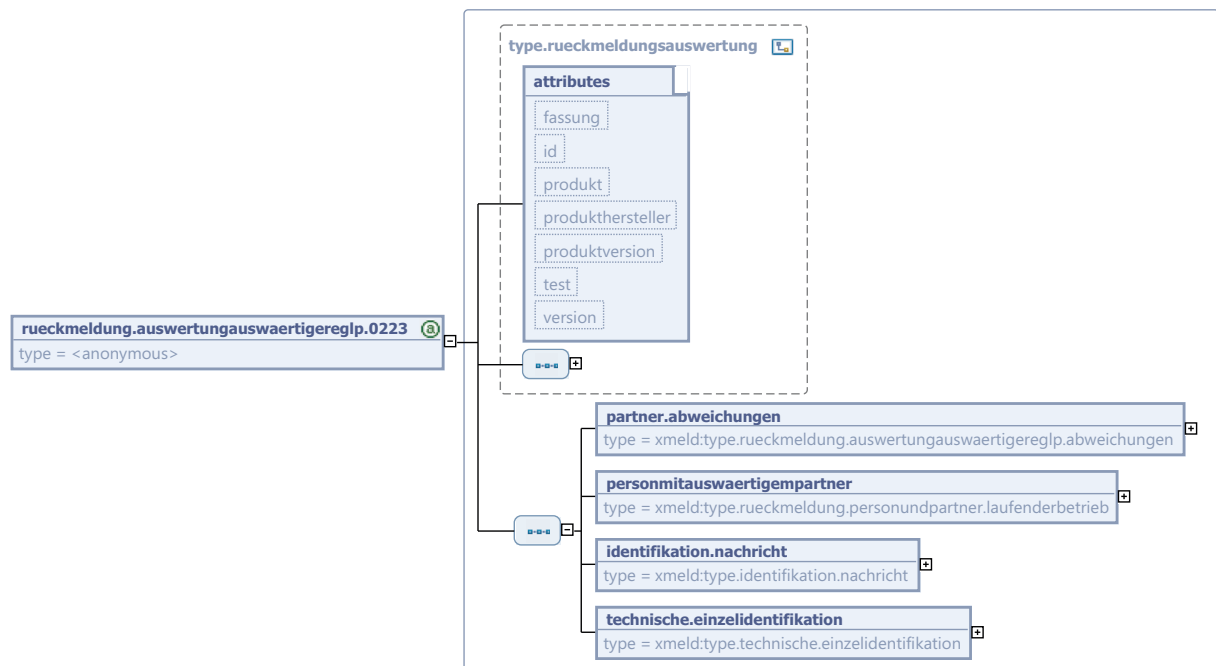 type.rueckmeldungsauswertung
attributes
fassung
id
produkt
produkthersteller
produktversion
test
version
rueckmeldung.auswertungauswaertigereglp.0223 a
type = <anonymous>
partner.abweichungen
type = xmeld:type.rueckmeldung.auswertungauswaertigereglp.abweichungen
personmitauswaertigempartner
type = xmeld:type.rueckmeldung.personundpartner.laufenderbetrieb
identifikation.nachricht
type = xmeld:type.identifikation.nachricht
technische.einzelidentifikation
type = xmeld:type.technische.einzelidentifikation